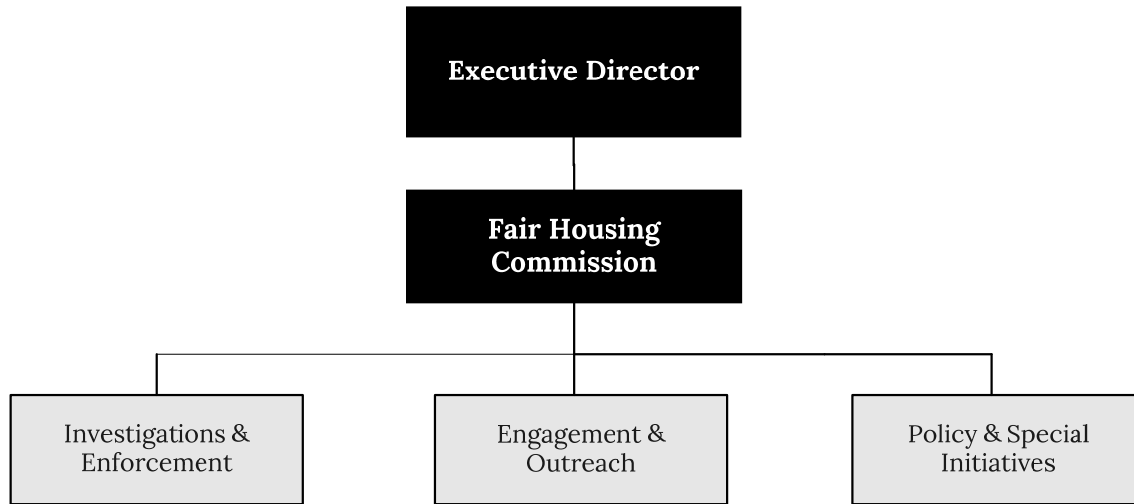 Executive Director
Fair Housing
Commission
Investigations &
Enforcement
Engagement &
Outreach
Policy & Special
Initiatives